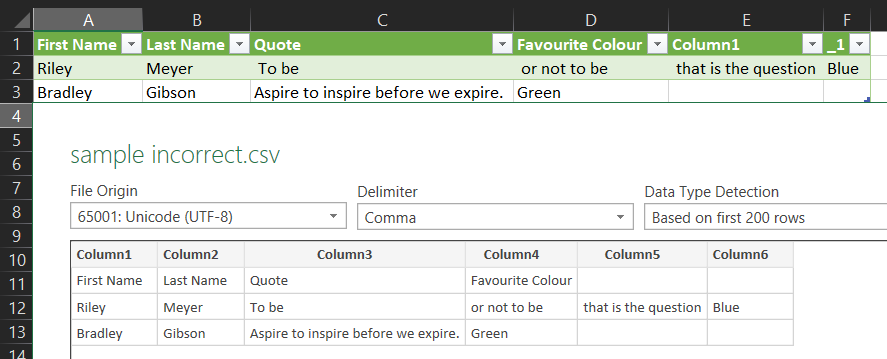 A B C D E F
1 First Name Last Name Quote Favourite Colour Column1 _1
2 Riley Meyer To be or not to be that is the question Blue
3 Bradley Gibson Aspire to inspire before we expire. Green
4
5
6 sample incorrect.csv
7 File Origin Delimiter Data Type Detection
8 65001: Unicode (UTF-8) Comma Based on first 200 rows
9
10 Column1 Column2 Column3 Column4 Column5 Column6
11 First Name Last Name Quote Favourite Colour
12 Riley Meyer To be or not to be that is the question Blue
13 Bradley Gibson Aspire to inspire before we expire. Green
14